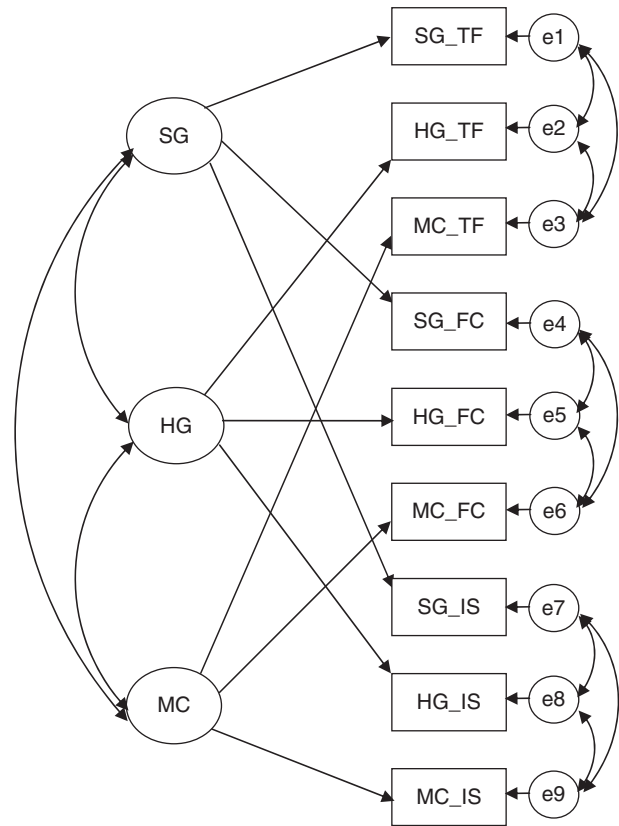 SG_TF
e1
HG_TF
e2
SG
MC_TF
e3
SG_FC
e4
HG
HG_FC
e5
MC_FC
e6
SG_IS
e7
MC
HG_IS
e8
MC_IS
e9